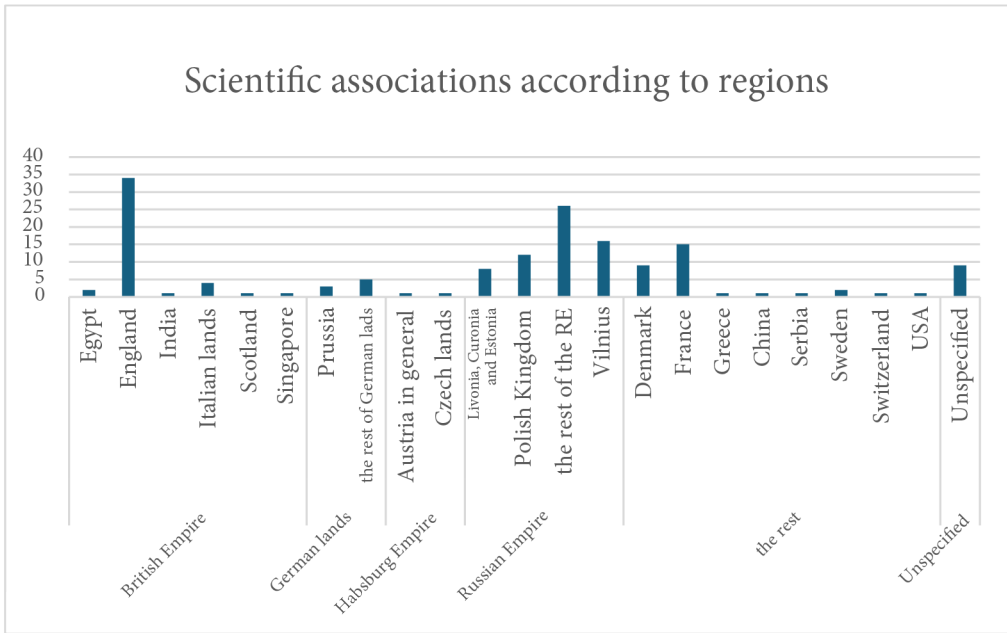 Scientific associations according to regions
40
35
30
25
20
15
10
5
0
Egypt
England
India
Italian lands
Scotland
Singapore
Prussia
the rest of German lads
Austria in general
Czech lands
Livonia, Curonia
and Estonia
Polish Kingdom
the rest of the RE
Vilnius
Denmark
France
Greece
China
Serbia
Sweden
Switzerland
USA
Unspecified
British Empire
German lands
Habsburg Empire
Russian Empire
the rest
Unspecified